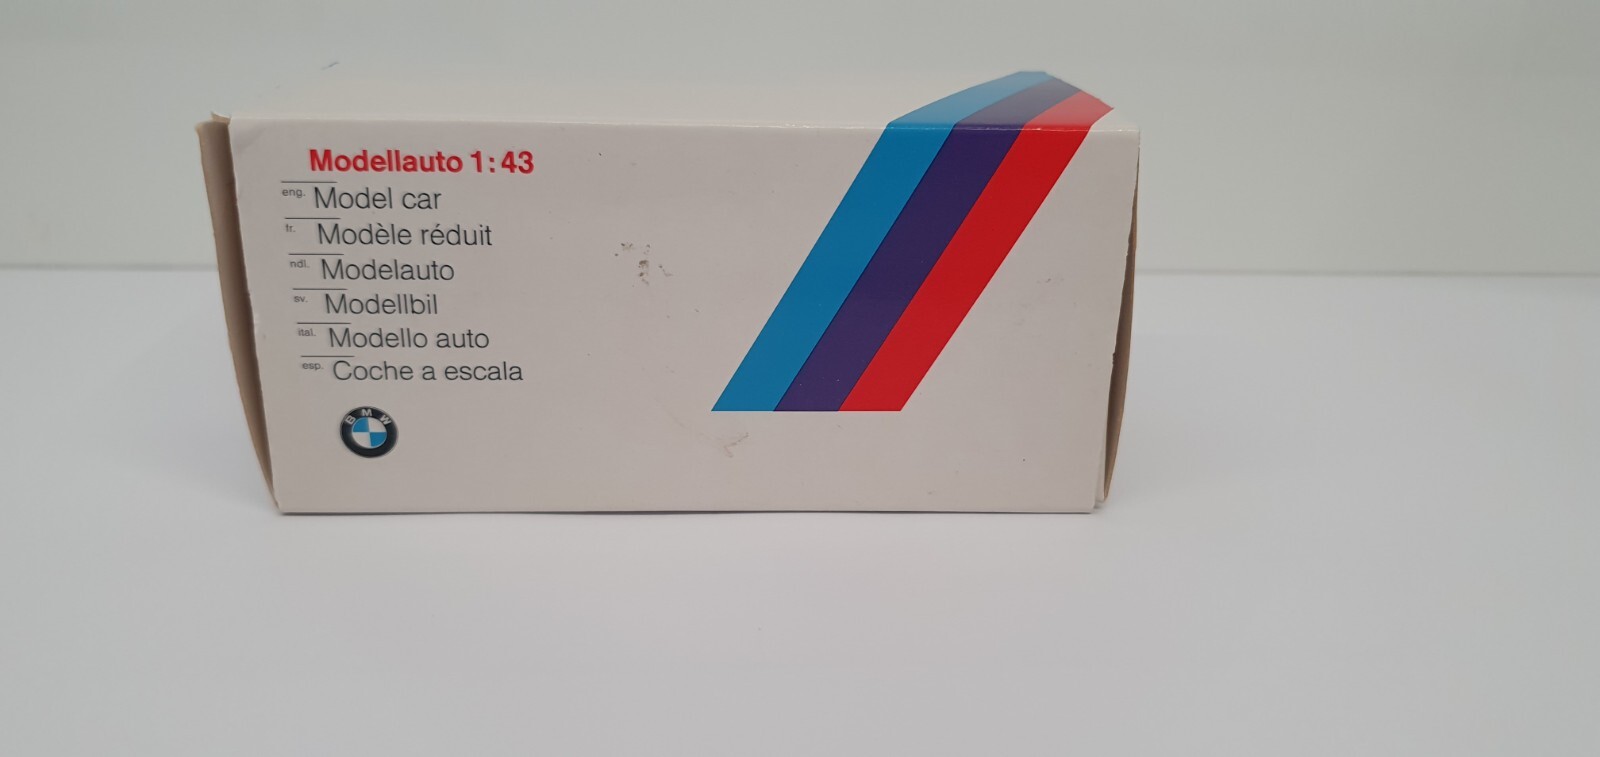 Modellauto 1:43
eng. Model car
fr. Modèle réduit
ndl. Modelauto
sv. Modellbil
ital. Modello auto
esp. Coche a escala
BMW